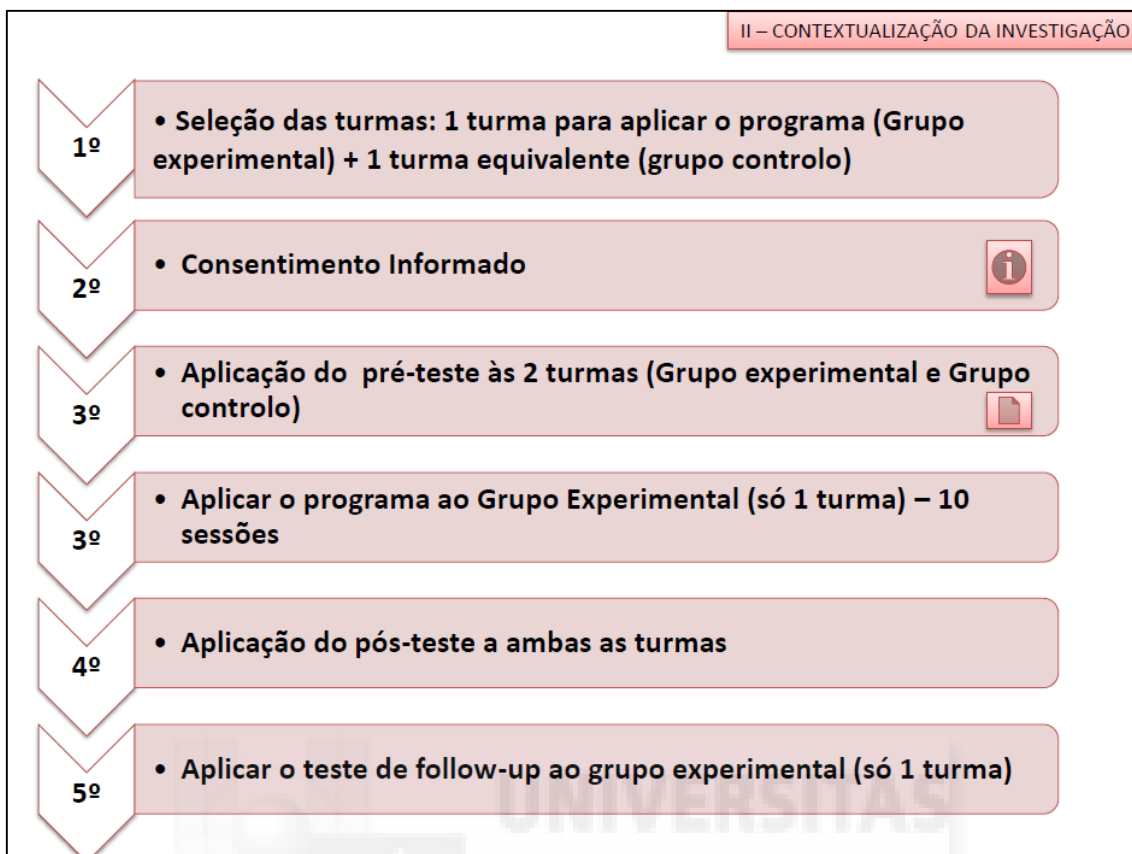 II – CONTEXTUALIZAÇÃO DA INVESTIGAÇÃO
1º
• Seleção das turmas: 1 turma para aplicar o programa (Grupo
experimental) + 1 turma equivalente (grupo controlo)
2º
• Consentimento Informado
3º
• Aplicação do pré-teste às 2 turmas (Grupo experimental e Grupo
controlo)
3º
• Aplicar o programa ao Grupo Experimental (só 1 turma) – 10
sessões
4º
• Aplicação do pós-teste a ambas as turmas
5º
• Aplicar o teste de follow-up ao grupo experimental (só 1 turma)
UNIVERSITAS